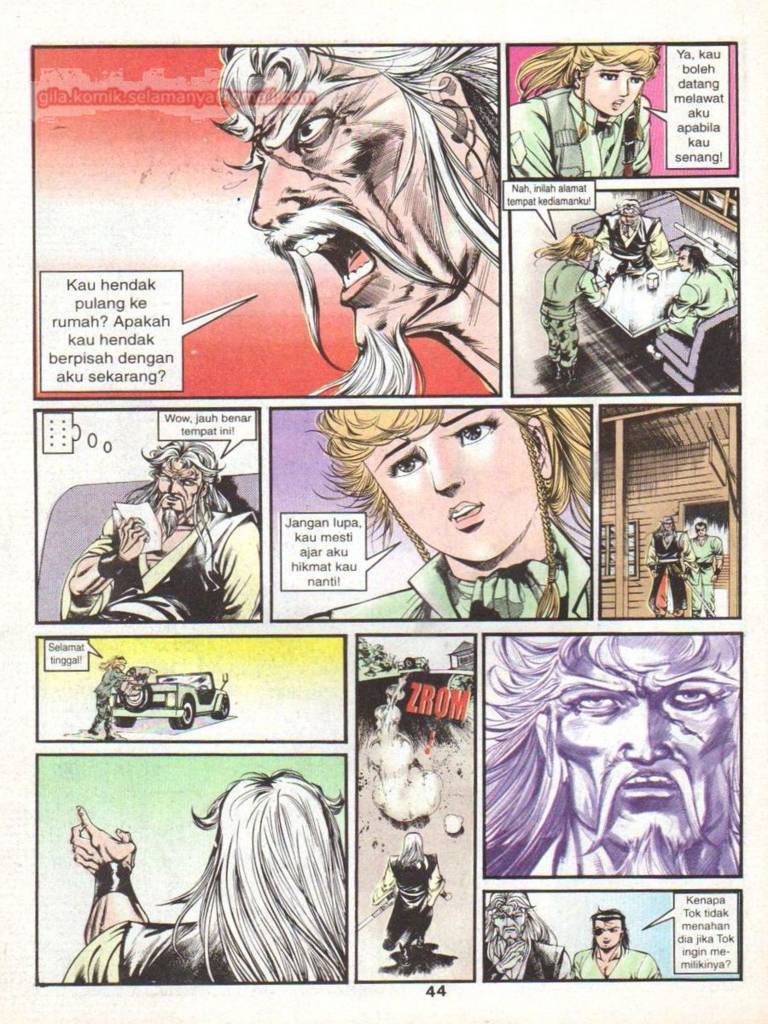 gila.komik.selamanya
Kau hendak
pulang ke
rumah? Apakah
kau hendak
berpisah dengan
aku sekarang?
Ya, kau
boleh
datang
melawat
aku
apabila
kau
senang!
Nah, inilah alamat
tempat kediamanku!
Wow, jauh benar
tempat ini!
Jangan lupa,
kau mesti
ajar aku
hikmat kau
nanti!
Selamat
tinggal!
ZROM
!
Kenapa
Tok tidak
menahan
dia jika Tok
ingin me-
milikinya?
44